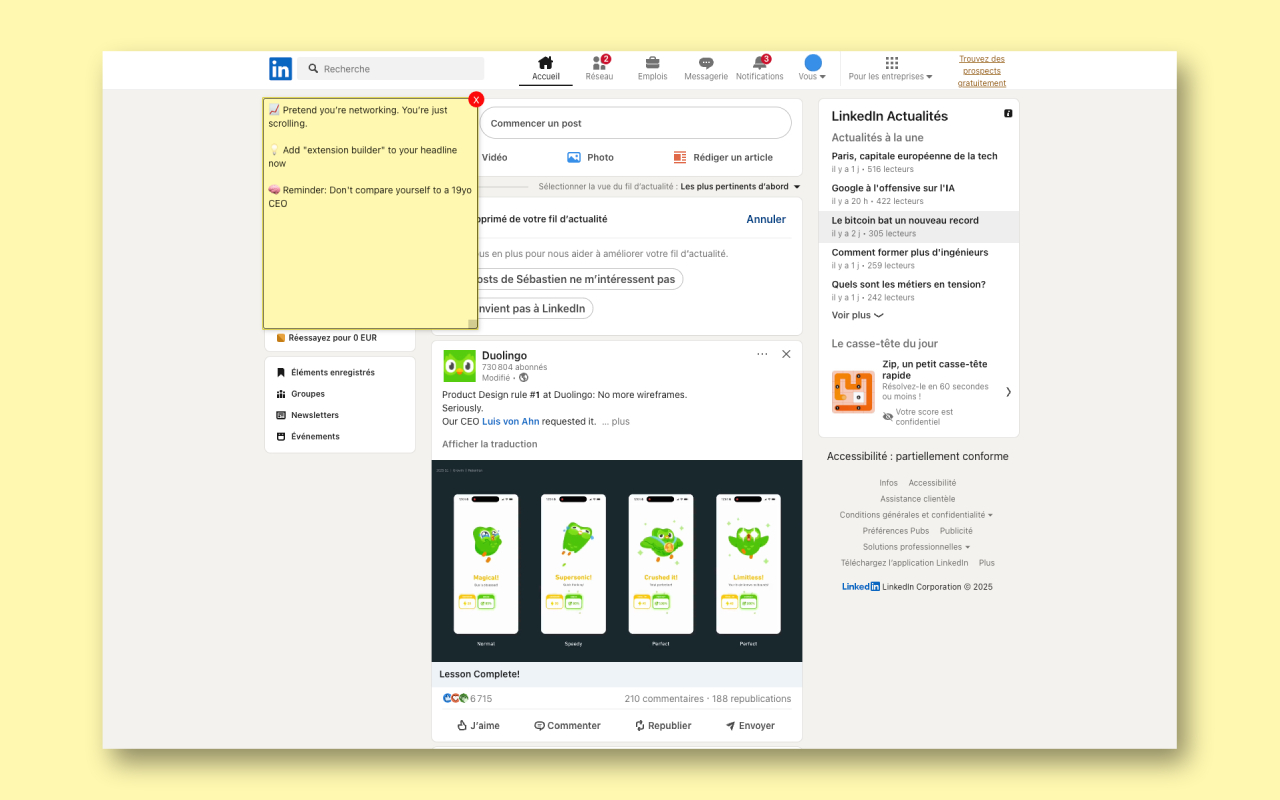 in
Recherche
Accueil
2
Réseau
Emplois
Messagerie
3
Notifications
Vous
Pour les entreprises
Trouvez des
prospects
gratuitement
X
📈 Pretend you're networking. You're just
scrolling.
💡 Add "extension builder" to your headline
now
🧠 Reminder: Don't compare yourself to a 19yo
CEO
Réessayez pour 0 EUR
Éléments enregistrés
Groupes
Newsletters
Événements
Commencer un post
Vidéo
Photo
Rédiger un article
Sélectionner la vue du fil d'actualité : Les plus pertinents d'abord
pprimé de votre fil d'actualité
Annuler
us en plus pour nous aider à améliorer votre fil d'actualité.
osts de Sébastien ne m'intéressent pas
nvient pas à LinkedIn
Duolingo
730 804 abonnés
Modifié •
Product Design rule #1 at Duolingo: No more wireframes.
Seriously.
Our CEO Luis von Ahn requested it. … plus
Afficher la traduction
Magical!
Supersonic!
Crushed it!
Limitless!
Normal
Speedy
Perfect
Perfect
Lesson Complete!
6 715
210 commentaires · 188 republications
J'aime
Commenter
Republier
Envoyer
LinkedIn Actualités
Actualités à la une
Paris, capitale européenne de la tech
il y a 1 j • 516 lecteurs
Google à l'offensive sur l'IA
il y a 20 h • 422 lecteurs
Le bitcoin bat un nouveau record
il y a 2 j • 305 lecteurs
Comment former plus d'ingénieurs
il y a 1 j • 259 lecteurs
Quels sont les métiers en tension?
il y a 1 j • 242 lecteurs
Voir plus
Le casse-tête du jour
Zip, un petit casse-tête
rapide
Résolvez-le en 60 secondes
ou moins !
Votre score est
confidentiel
Accessibilité : partiellement conforme
Infos Accessibilité
Assistance clientèle
Conditions générales et confidentialité
Préférences Pubs Publicité
Solutions professionnelles
Téléchargez l'application LinkedIn Plus
LinkedIn LinkedIn Corporation © 2025